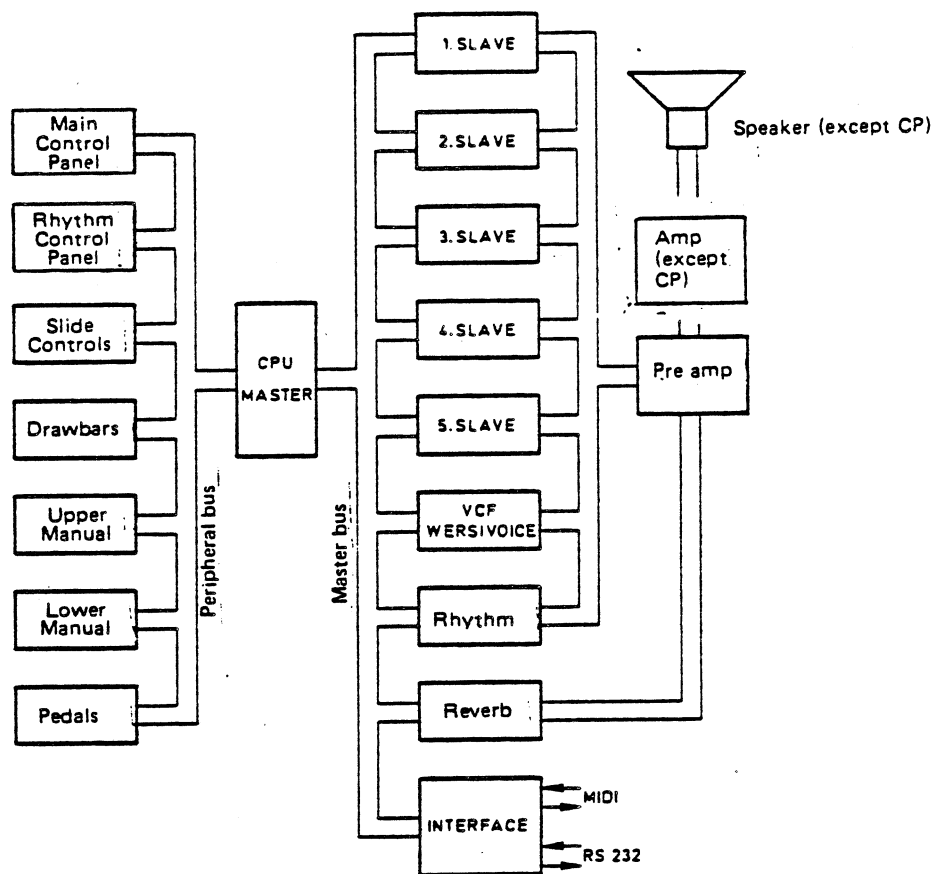 Main
Control
Panel
Rhythm
Control
Panel
Slide
Controls
Drawbars
Upper
Manual
Lower
Manual
Pedals
Peripheral bus
CPU
MASTER
Master bus
1. SLAVE
2. SLAVE
3. SLAVE
4. SLAVE
5. SLAVE
VCF
WERSIVOICE
Rhythm
Reverb
INTERFACE
MIDI
RS 232
Speaker (except CP)
Amp
(except
CP)
Pre amp